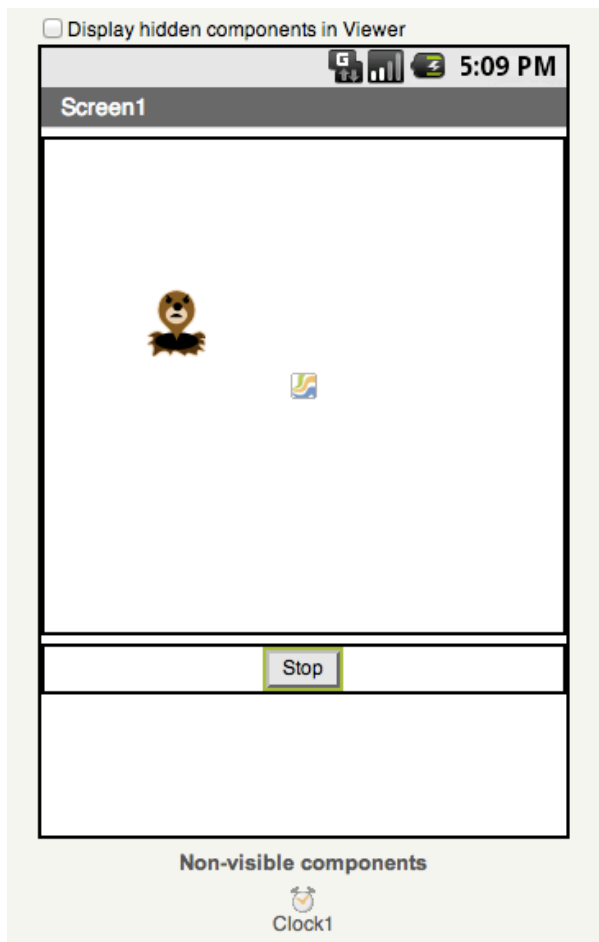 Display hidden components in Viewer
G 5:09 PM
Screen1
Stop
Non-visible components
Clock1